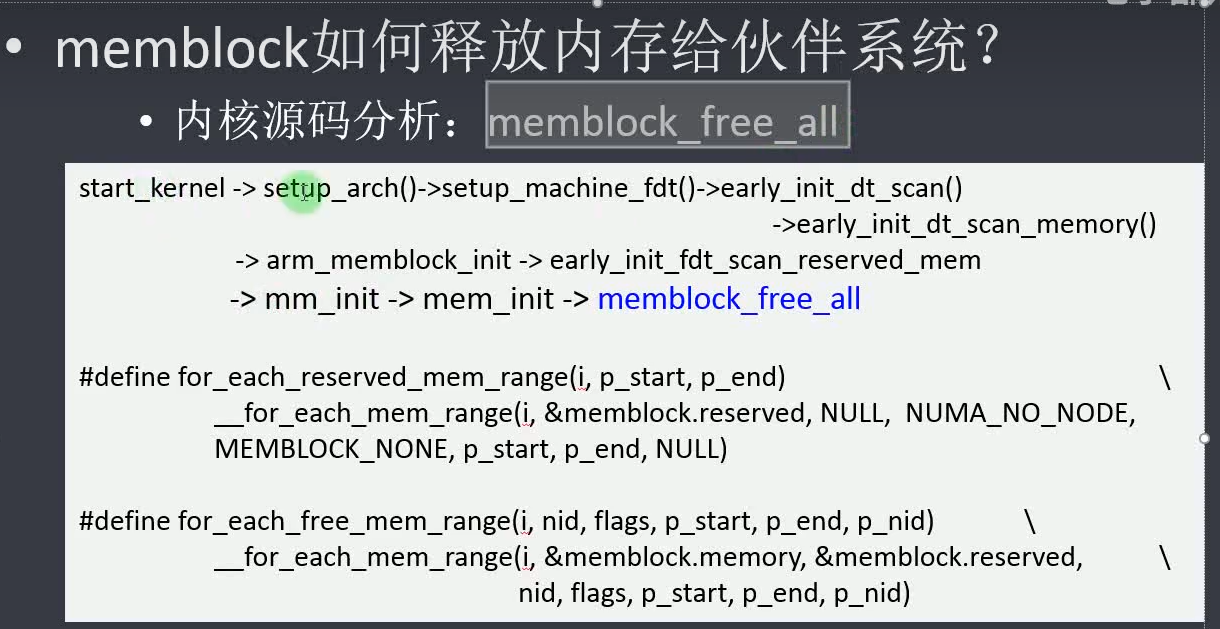 • memblock如何释放内存给伙伴系统？
• 内核源码分析：memblock_free_all
start_kernel -> setup_arch()->setup_machine_fdt()->early_init_dt_scan()
->early_init_dt_scan_memory()
-> arm_memblock_init -> early_init_fdt_scan_reserved_mem
-> mm_init -> mem_init -> memblock_free_all
#define for_each_reserved_mem_range(i, p_start, p_end) \
__for_each_mem_range(i, &memblock.reserved, NULL, NUMA_NO_NODE,
MEMBLOCK_NONE, p_start, p_end, NULL)
#define for_each_free_mem_range(i, nid, flags, p_start, p_end, p_nid) \
__for_each_mem_range(i, &memblock.memory, &memblock.reserved, \
nid, flags, p_start, p_end, p_nid)